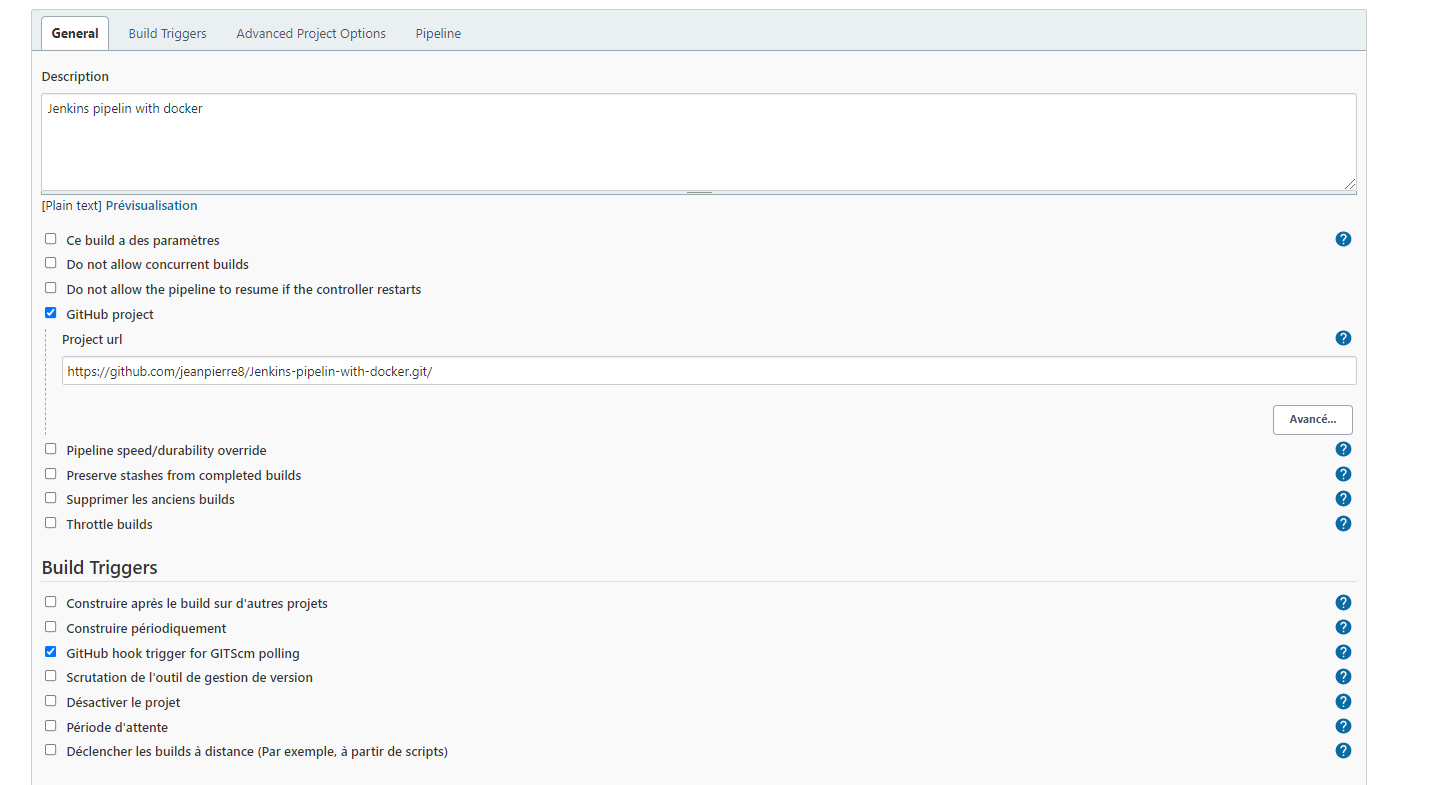 General Build Triggers Advanced Project Options Pipeline
Description
Jenkins pipelin with docker
[Plain text] Prévisualisation
Ce build a des paramètres ?
Do not allow concurrent builds
Do not allow the pipeline to resume if the controller restarts
GitHub project
Project url ?
https://github.com/jeanpierre8/Jenkins-pipelin-with-docker.git/
Avancé...
Pipeline speed/durability override ?
Preserve stashes from completed builds ?
Supprimer les anciens builds ?
Throttle builds ?
Build Triggers
Construire après le build sur d'autres projets ?
Construire périodiquement ?
GitHub hook trigger for GITScm polling ?
Scrutation de l'outil de gestion de version ?
Désactiver le projet ?
Période d'attente ?
Déclencher les builds à distance (Par exemple, à partir de scripts) ?